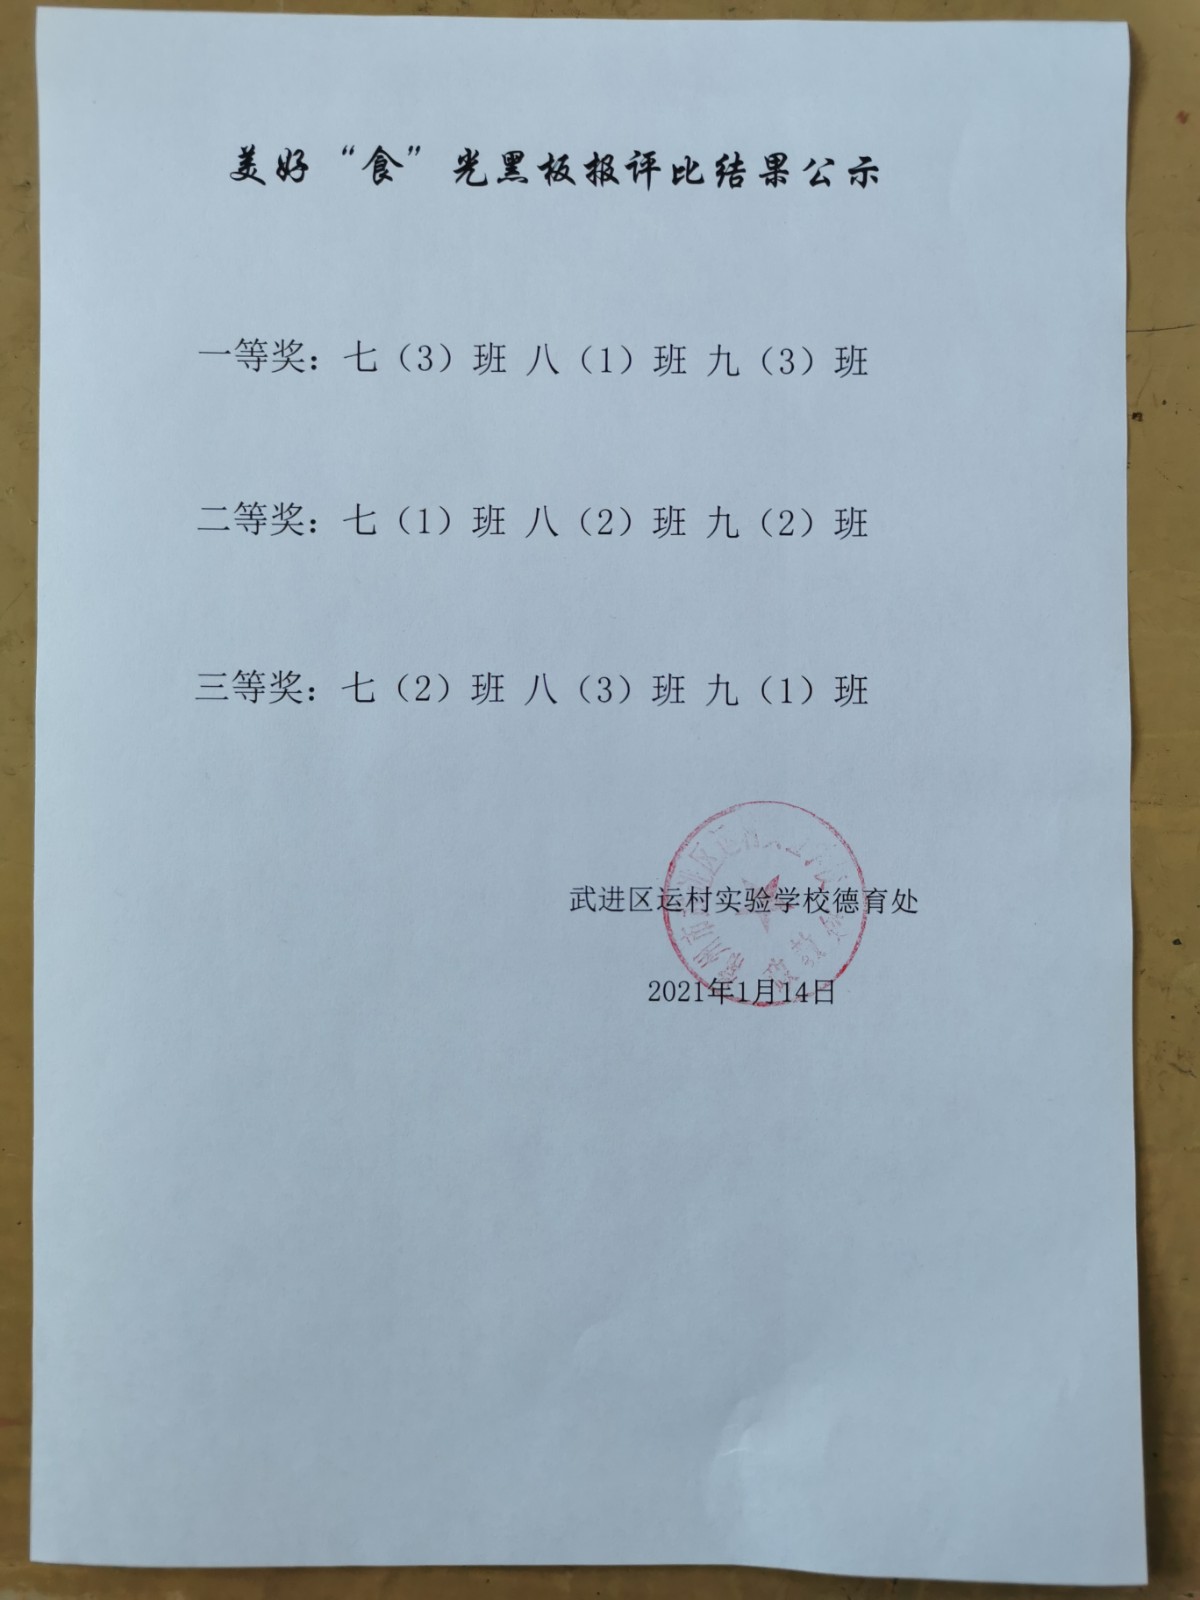 美好“食”光黑板报评比结果公示
一等奖：七（3）班 八（1）班 九（3）班
二等奖：七（1）班 八（2）班 九（2）班
三等奖：七（2）班 八（3）班 九（1）班
武进区运村实验学校德育处
2021年1月14日